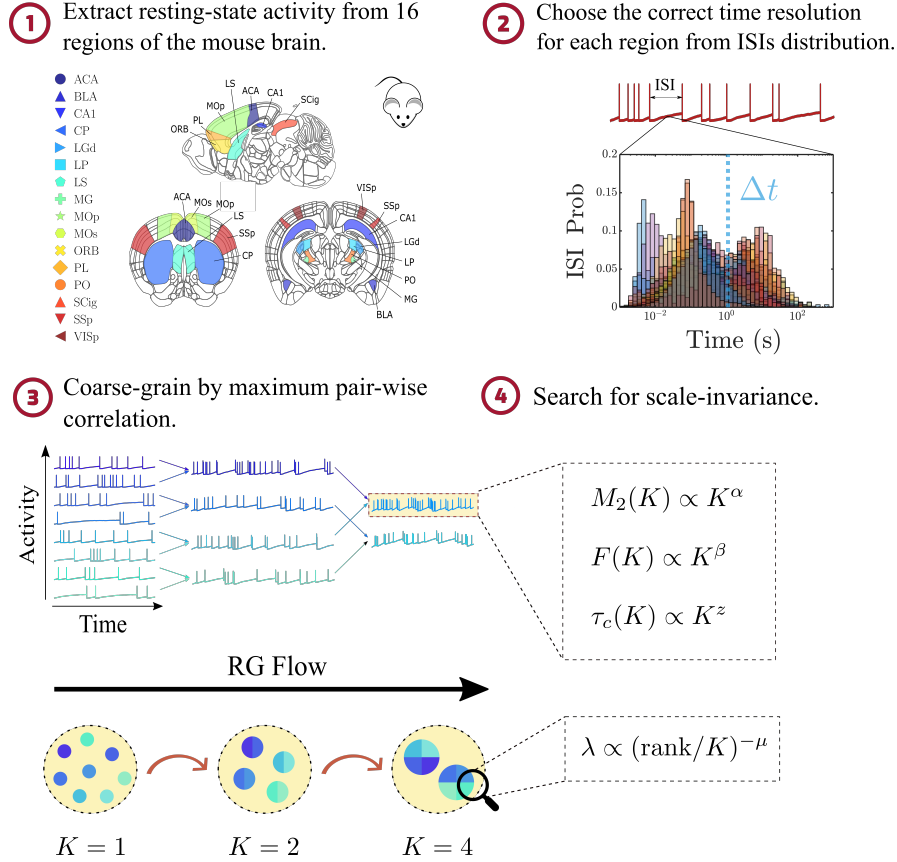 1
Extract resting-state activity from 16
regions of the mouse brain.
ACA
BLA
CA1
CP
LGd
LP
LS
MG
MOp
MOs
ORB
PL
PO
SCig
SSp
VISp
LS
ACA
CA1
MOp
SCig
PL
ORB
ACA
MOs
MOp
LS
SSp
CP
VISp
SSp
CA1
LGd
LP
PO
MG
BLA
2
Choose the correct time resolution
for each region from ISIs distribution.
ISI
0.2
0.15
0.1
0.05
0
ISI Prob
Δt
10⁻² 10⁰ 10²
Time (s)
3
Coarse-grain by maximum pair-wise
correlation.
Activity
Time
4
Search for scale-invariance.
M₂(K) ∝ K^α
F(K) ∝ K^β
τ_c(K) ∝ K^z
RG Flow
λ ∝ (rank/K)^−μ
K = 1
K = 2
K = 4